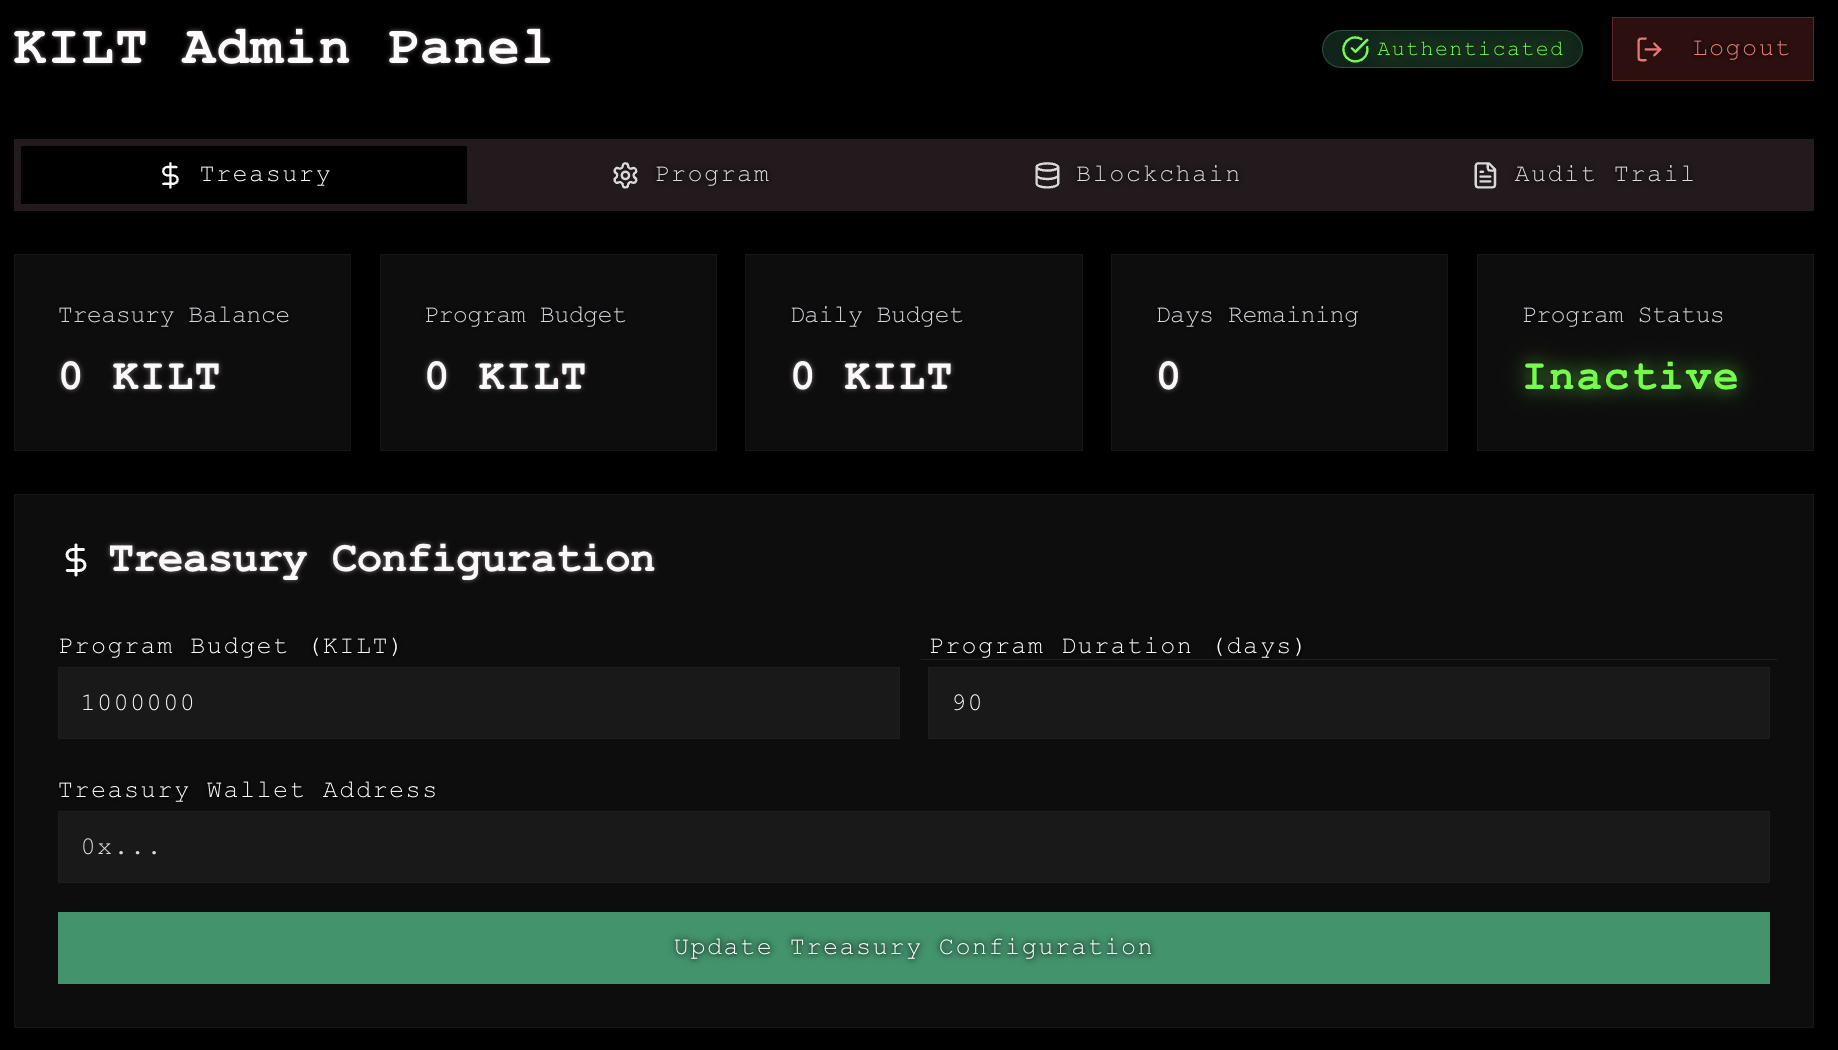 KILT Admin Panel
Authenticated
Logout
Treasury
Program
Blockchain
Audit Trail
Treasury Balance
0 KILT
Program Budget
0 KILT
Daily Budget
0 KILT
Days Remaining
0
Program Status
Inactive
Treasury Configuration
Program Budget (KILT)
1000000
Program Duration (days)
90
Treasury Wallet Address
0x...
Update Treasury Configuration